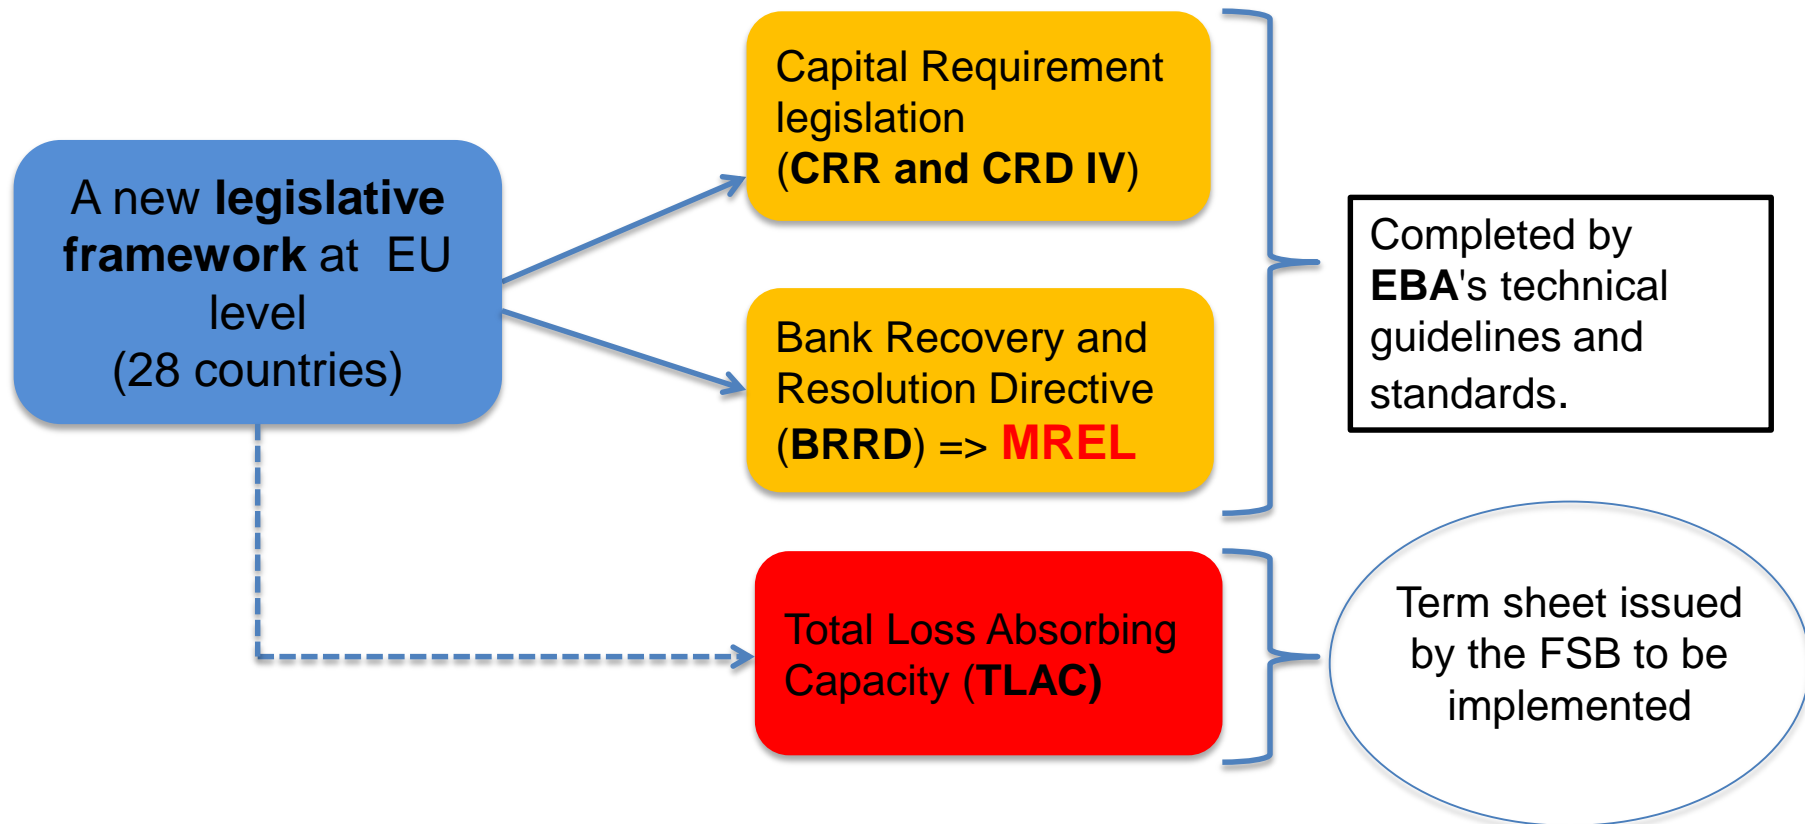 A new legislative
framework at  EU
level
(28 countries)
Capital Requirement
legislation
(CRR and CRD IV)
Bank Recovery and
Resolution Directive
(BRRD) => MREL
Completed by
EBA's technical
guidelines and
standards.
Total Loss Absorbing
Capacity (TLAC)
Term sheet issued
by the FSB to be
implemented